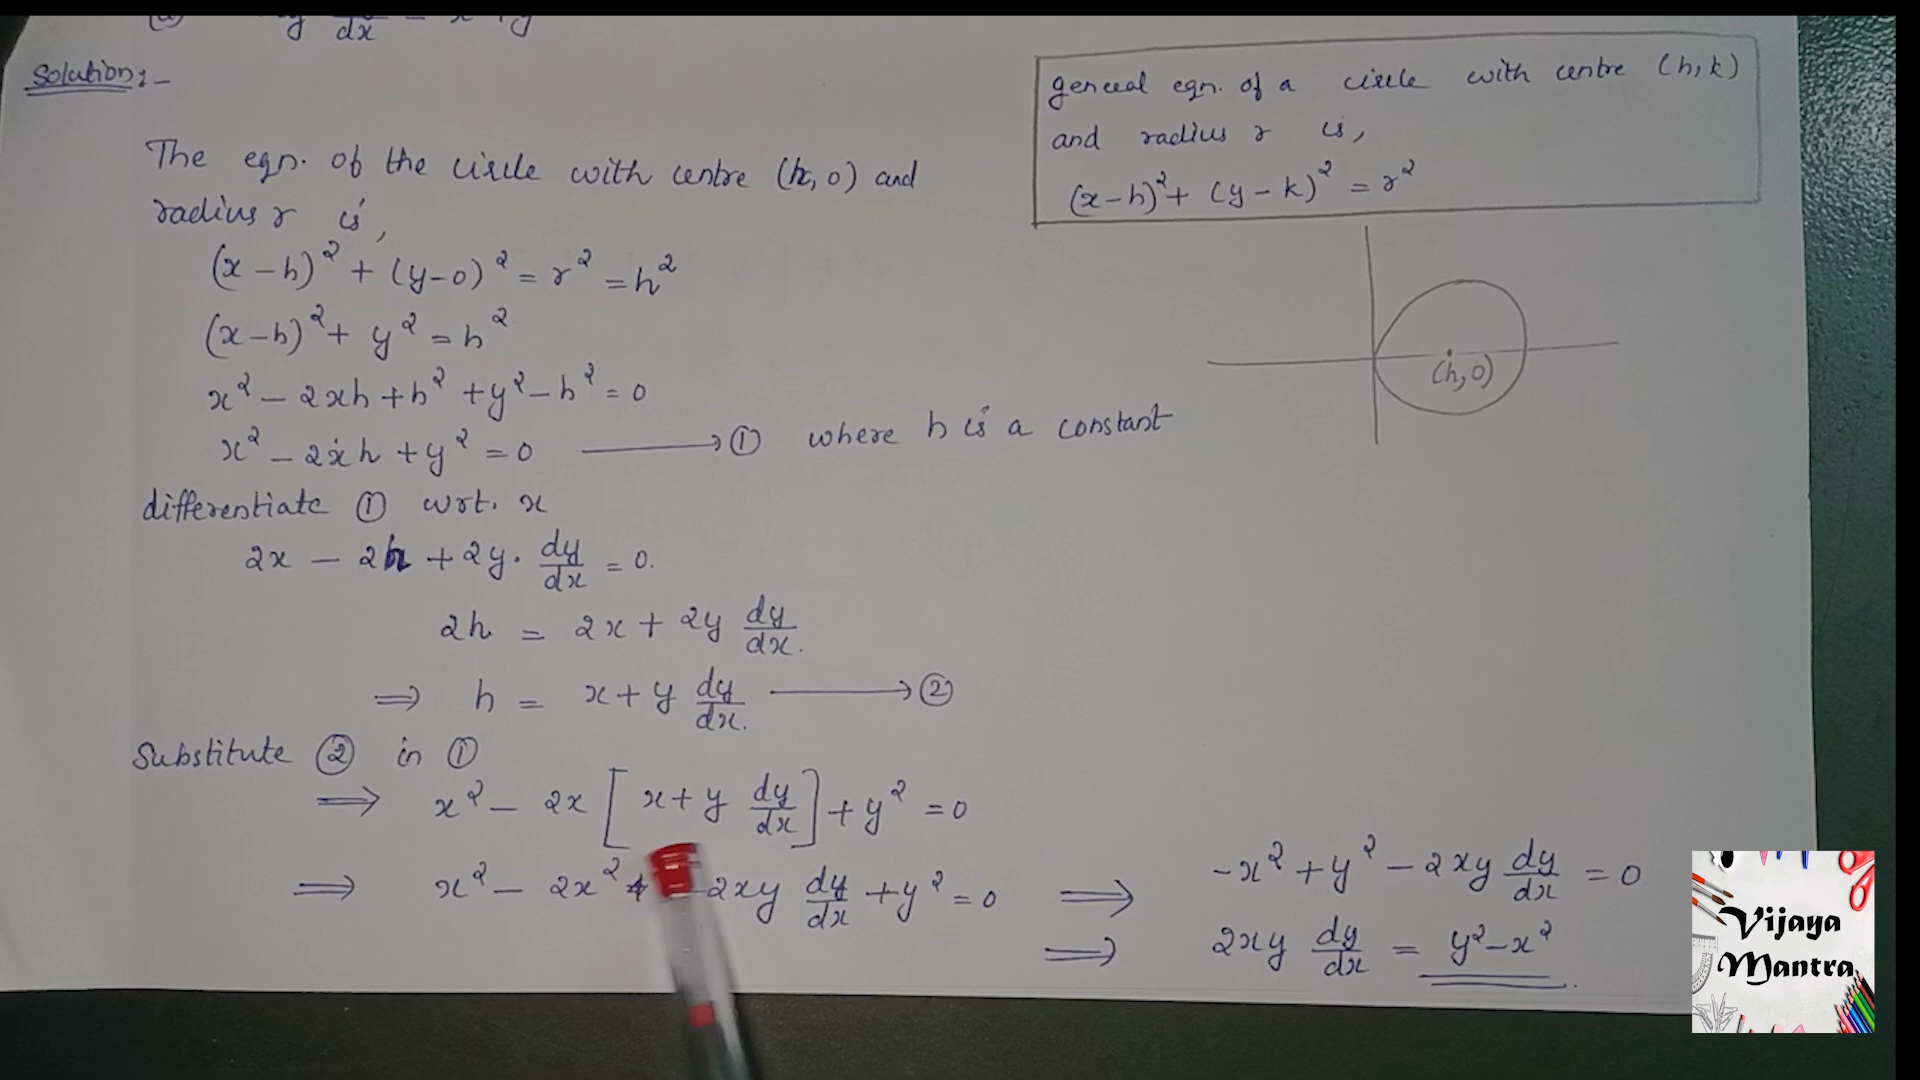 Solution:-
general eqn. of a circle with centre (h,k)
and radius r is,
(x-h)²+ (y-k)² = r²
The eqn. of the circle with centre (h,0) and
radius r is,
(x-h)² + (y-0)² = r² = h²
(x-h)² + y² = h²
x² - 2xh + h² + y² - h² = 0
x² - 2xh + y² = 0 ⟶ ① where h is a constant
(h,0)
differentiate ① wrt. x
2x - 2h + 2y. dy/dx = 0.
2h = 2x + 2y dy/dx.
⇒ h = x + y dy/dx. ⟶ ②
Substitute ② in ①
⇒ x² - 2x [x + y dy/dx] + y² = 0
⇒ x² - 2x² - 2xy dy/dx + y² = 0 ⇒ -x² + y² - 2xy dy/dx = 0
⇒ 2xy dy/dx = y² - x².
Vijaya
Mantra